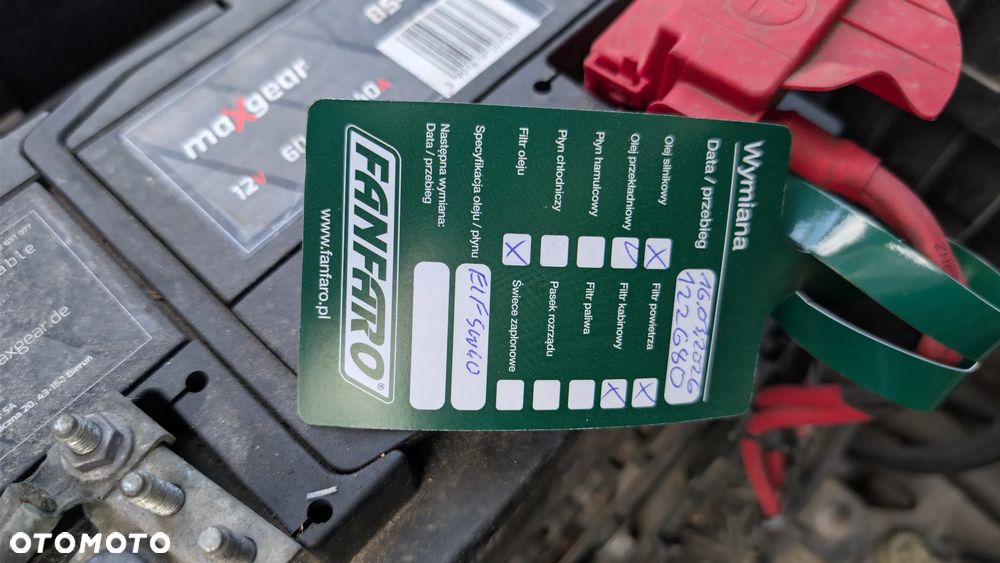 Wymiana
Data / przebieg
16.03.2026
122680
Olej silnikowy
X
Filtr powietrza
X
Olej przekładniowy
Filtr kabinowy
X
Płyn hamulcowy
Filtr paliwa
Płyn chłodniczy
Pasek rozrządu
Filtr oleju
X
Świece zapłonowe
Specyfikacja oleju / płynu
ELF 5W40
Następna wymiana:
Data / przebieg
FANFARO®
www.fanfaro.pl
maxgear
12V
OTOMOTO